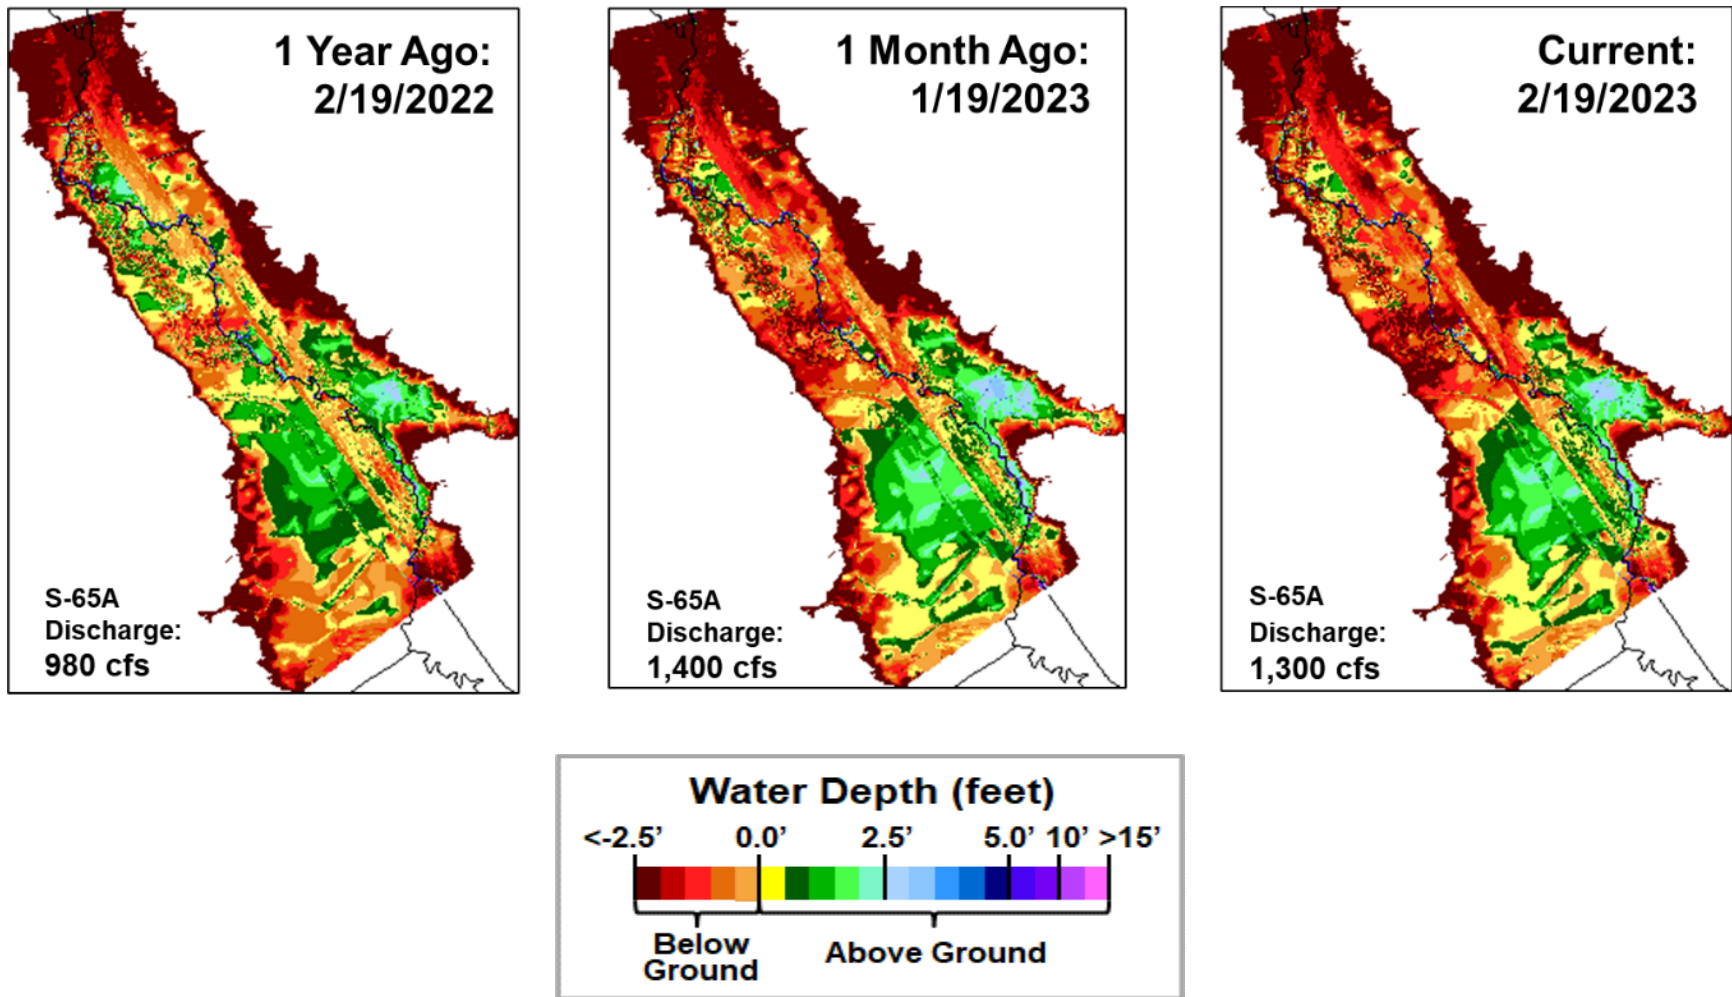 1 Year Ago:
2/19/2022
S-65A
Discharge:
980 cfs
1 Month Ago:
1/19/2023
S-65A
Discharge:
1,400 cfs
Current:
2/19/2023
S-65A
Discharge:
1,300 cfs
Water Depth (feet)
<-2.5’ 0.0’ 2.5’ 5.0’ 10’ >15’
Below
Ground
Above Ground